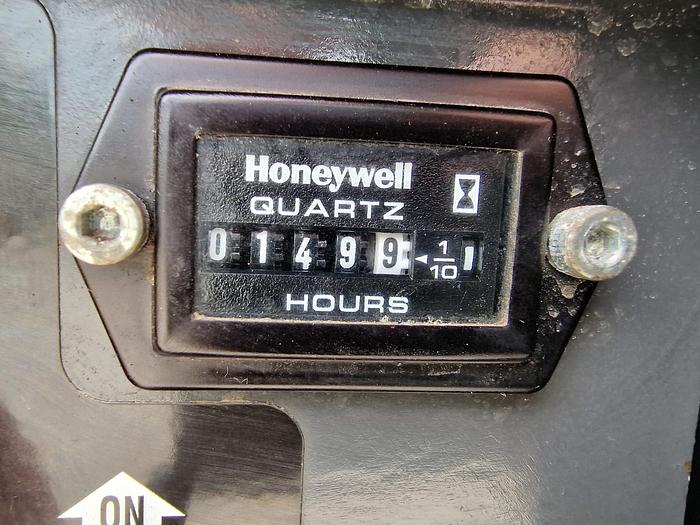 Honeywell
QUARTZ
0 1 4 9 9 ◄ 1/10
HOURS
ON